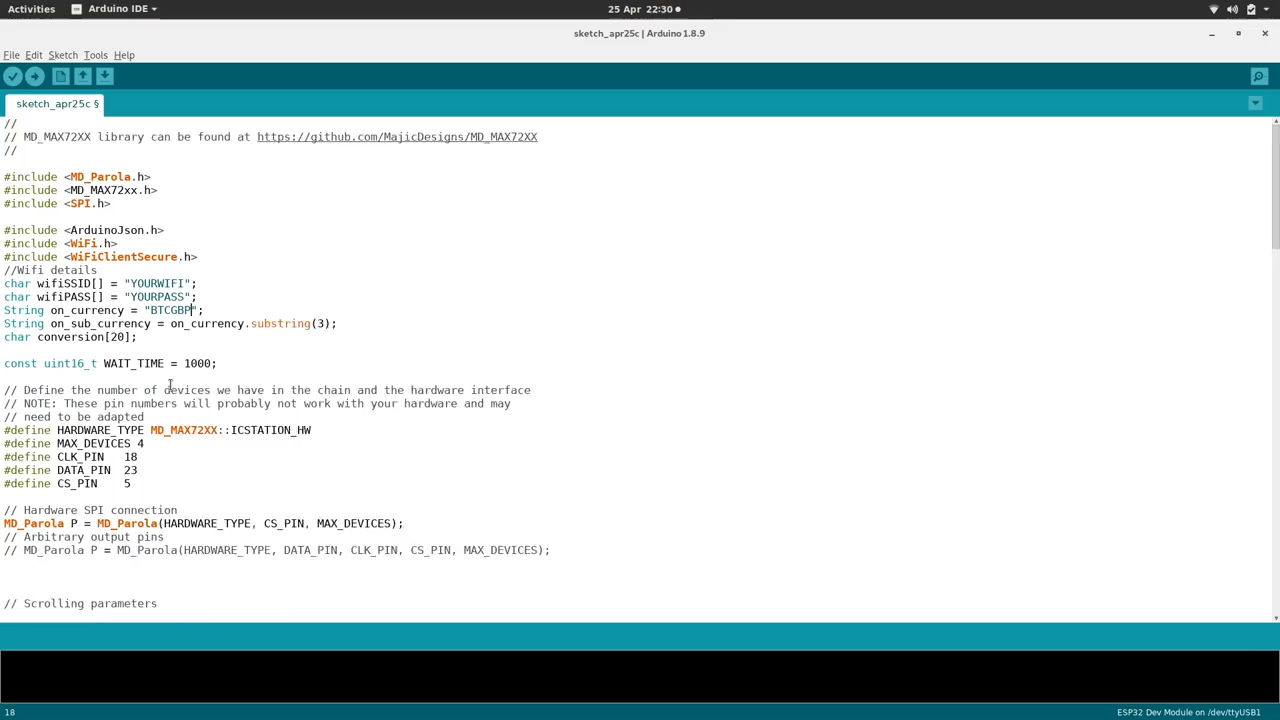 Activities
Arduino IDE
25 Apr 22:30
sketch_apr25c | Arduino 1.8.9
File Edit Sketch Tools Help
sketch_apr25c §
//
// MD_MAX72XX library can be found at https://github.com/MajicDesigns/MD_MAX72XX
//
#include <MD_Parola.h>
#include <MD_MAX72xx.h>
#include <SPI.h>
#include <ArduinoJson.h>
#include <WiFi.h>
#include <WiFiClientSecure.h>
//Wifi details
char wifiSSID[] = "YOURWIFI";
char wifiPASS[] = "YOURPASS";
String on_currency = "BTCGBP";
String on_sub_currency = on_currency.substring(3);
char conversion[20];
const uint16_t WAIT_TIME = 1000;
// Define the number of devices we have in the chain and the hardware interface
// NOTE: These pin numbers will probably not work with your hardware and may
// need to be adapted
#define HARDWARE_TYPE MD_MAX72XX::ICSTATION_HW
#define MAX_DEVICES 4
#define CLK_PIN   18
#define DATA_PIN  23
#define CS_PIN    5
// Hardware SPI connection
MD_Parola P = MD_Parola(HARDWARE_TYPE, CS_PIN, MAX_DEVICES);
// Arbitrary output pins
// MD_Parola P = MD_Parola(HARDWARE_TYPE, DATA_PIN, CLK_PIN, CS_PIN, MAX_DEVICES);
// Scrolling parameters
18
ESP32 Dev Module on /dev/ttyUSB1